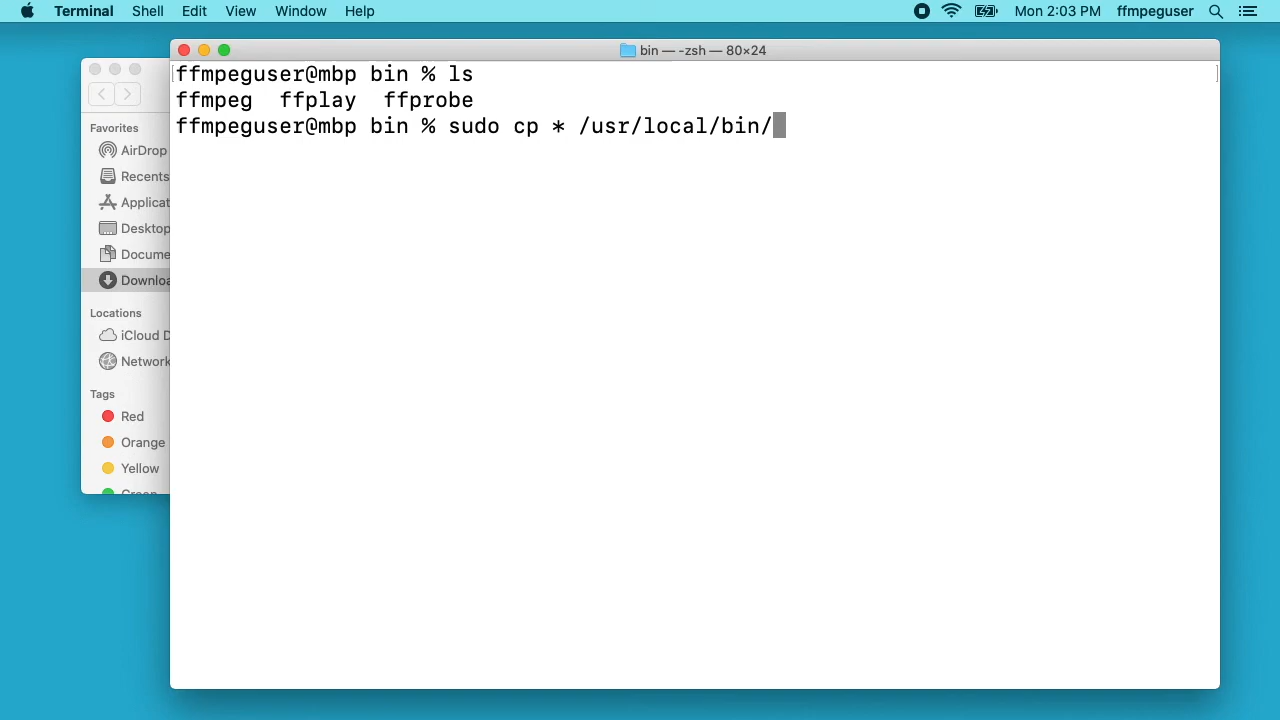 Terminal Shell Edit View Window Help Mon 2:03 PM ffmpeguser
bin — -zsh — 80×24
ffmpeguser@mbp bin % ls
ffmpeg ffplay ffprobe
ffmpeguser@mbp bin % sudo cp * /usr/local/bin/
Favorites
AirDrop
Recents
Applicat
Desktop
Docume
Downloa
Locations
iCloud D
Network
Tags
Red
Orange
Yellow
Green